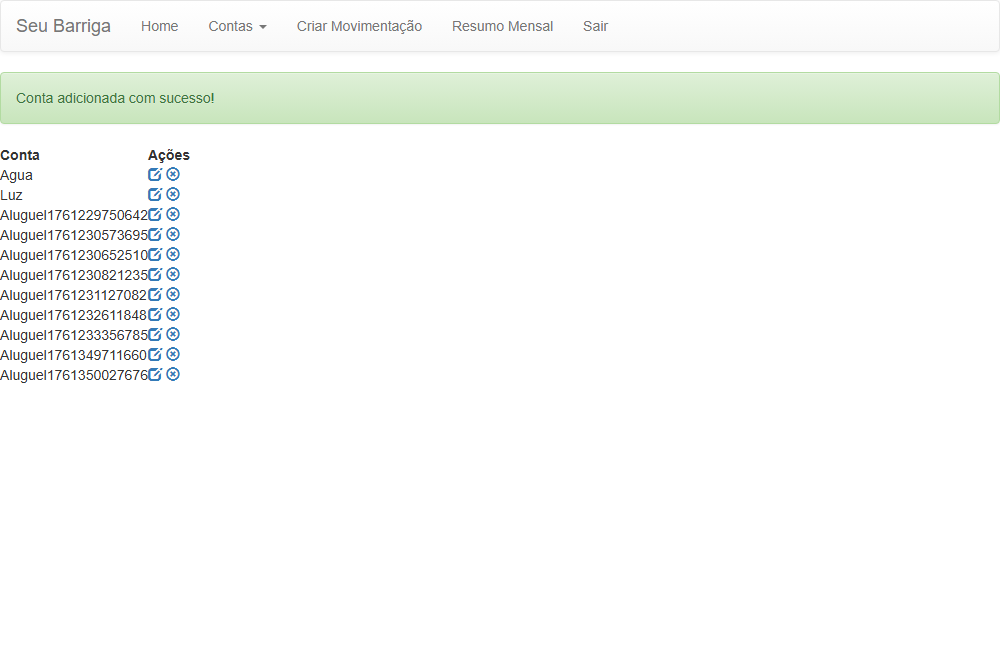 Seu Barriga Home Contas Criar Movimentação Resumo Mensal Sair
Conta adicionada com sucesso!
Conta Ações
Agua
Luz
Aluguel1761229750642
Aluguel1761230573695
Aluguel1761230652510
Aluguel1761230821235
Aluguel1761231127082
Aluguel1761232611848
Aluguel1761233356785
Aluguel1761349711660
Aluguel1761350027676